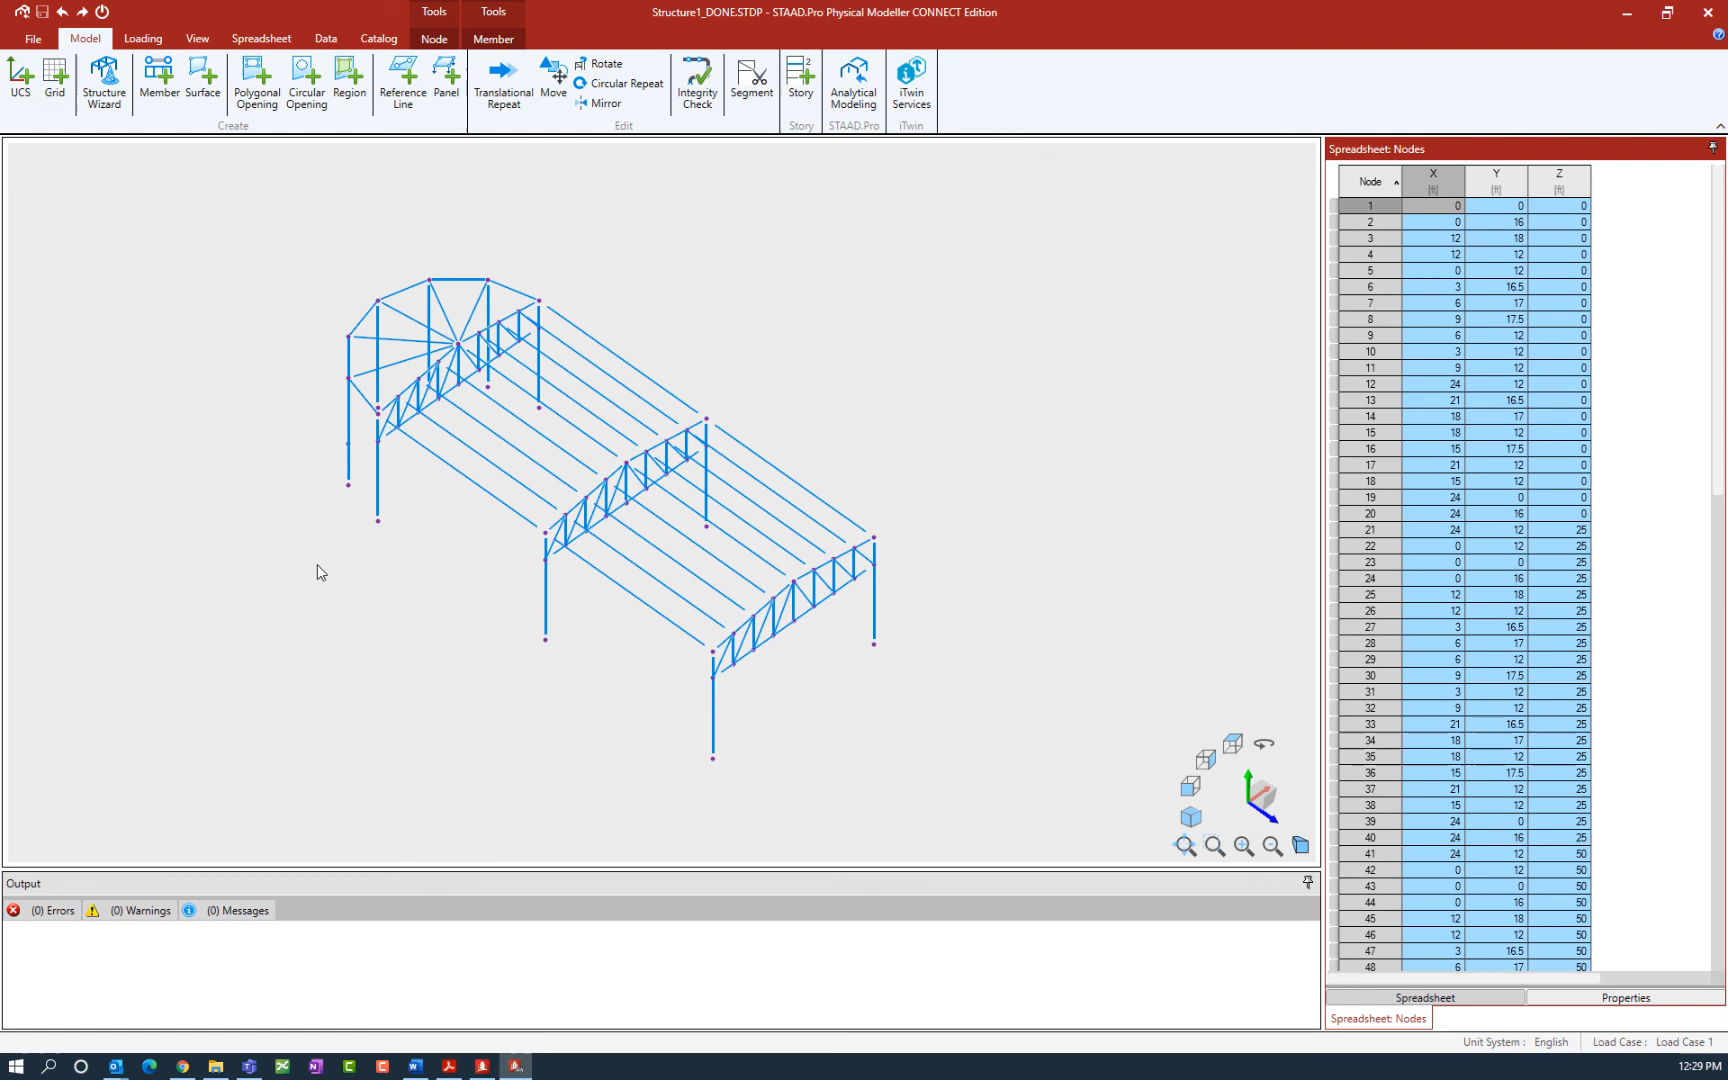 Tools Tools Structure1_DONE.STDP - STAAD.Pro Physical Modeller CONNECT Edition
File Model Loading View Spreadsheet Data Catalog Node Member
UCS Grid Structure Wizard Member Surface Polygonal Opening Circular Opening Region Reference Line Panel Translational Repeat Move Rotate Circular Repeat Mirror Integrity Check Segment 2 Story Analytical Modeling iTwin Services
Create Edit Story STAAD.Pro iTwin
Spreadsheet: Nodes
Node X [ft] Y [ft] Z [ft]
1 0 0 0
2 0 16 0
3 12 18 0
4 12 12 0
5 0 12 0
6 3 16.5 0
7 6 17 0
8 9 17.5 0
9 6 12 0
10 3 12 0
11 9 12 0
12 24 12 0
13 21 16.5 0
14 18 17 0
15 18 12 0
16 15 17.5 0
17 21 12 0
18 15 12 0
19 24 0 0
20 24 16 0
21 24 12 25
22 0 12 25
23 0 0 25
24 0 16 25
25 12 18 25
26 12 12 25
27 3 16.5 25
28 6 17 25
29 6 12 25
30 9 17.5 25
31 3 12 25
32 9 12 25
33 21 16.5 25
34 18 17 25
35 18 12 25
36 15 17.5 25
37 21 12 25
38 15 12 25
39 24 0 25
40 24 16 25
41 24 12 50
42 0 12 50
43 0 0 50
44 0 16 50
45 12 18 50
46 12 12 50
47 3 16.5 50
48 6 17 50
Spreadsheet Properties
Spreadsheet: Nodes
Output
(0) Errors (0) Warnings (0) Messages
Unit System : English Load Case : Load Case 1
12:29 PM